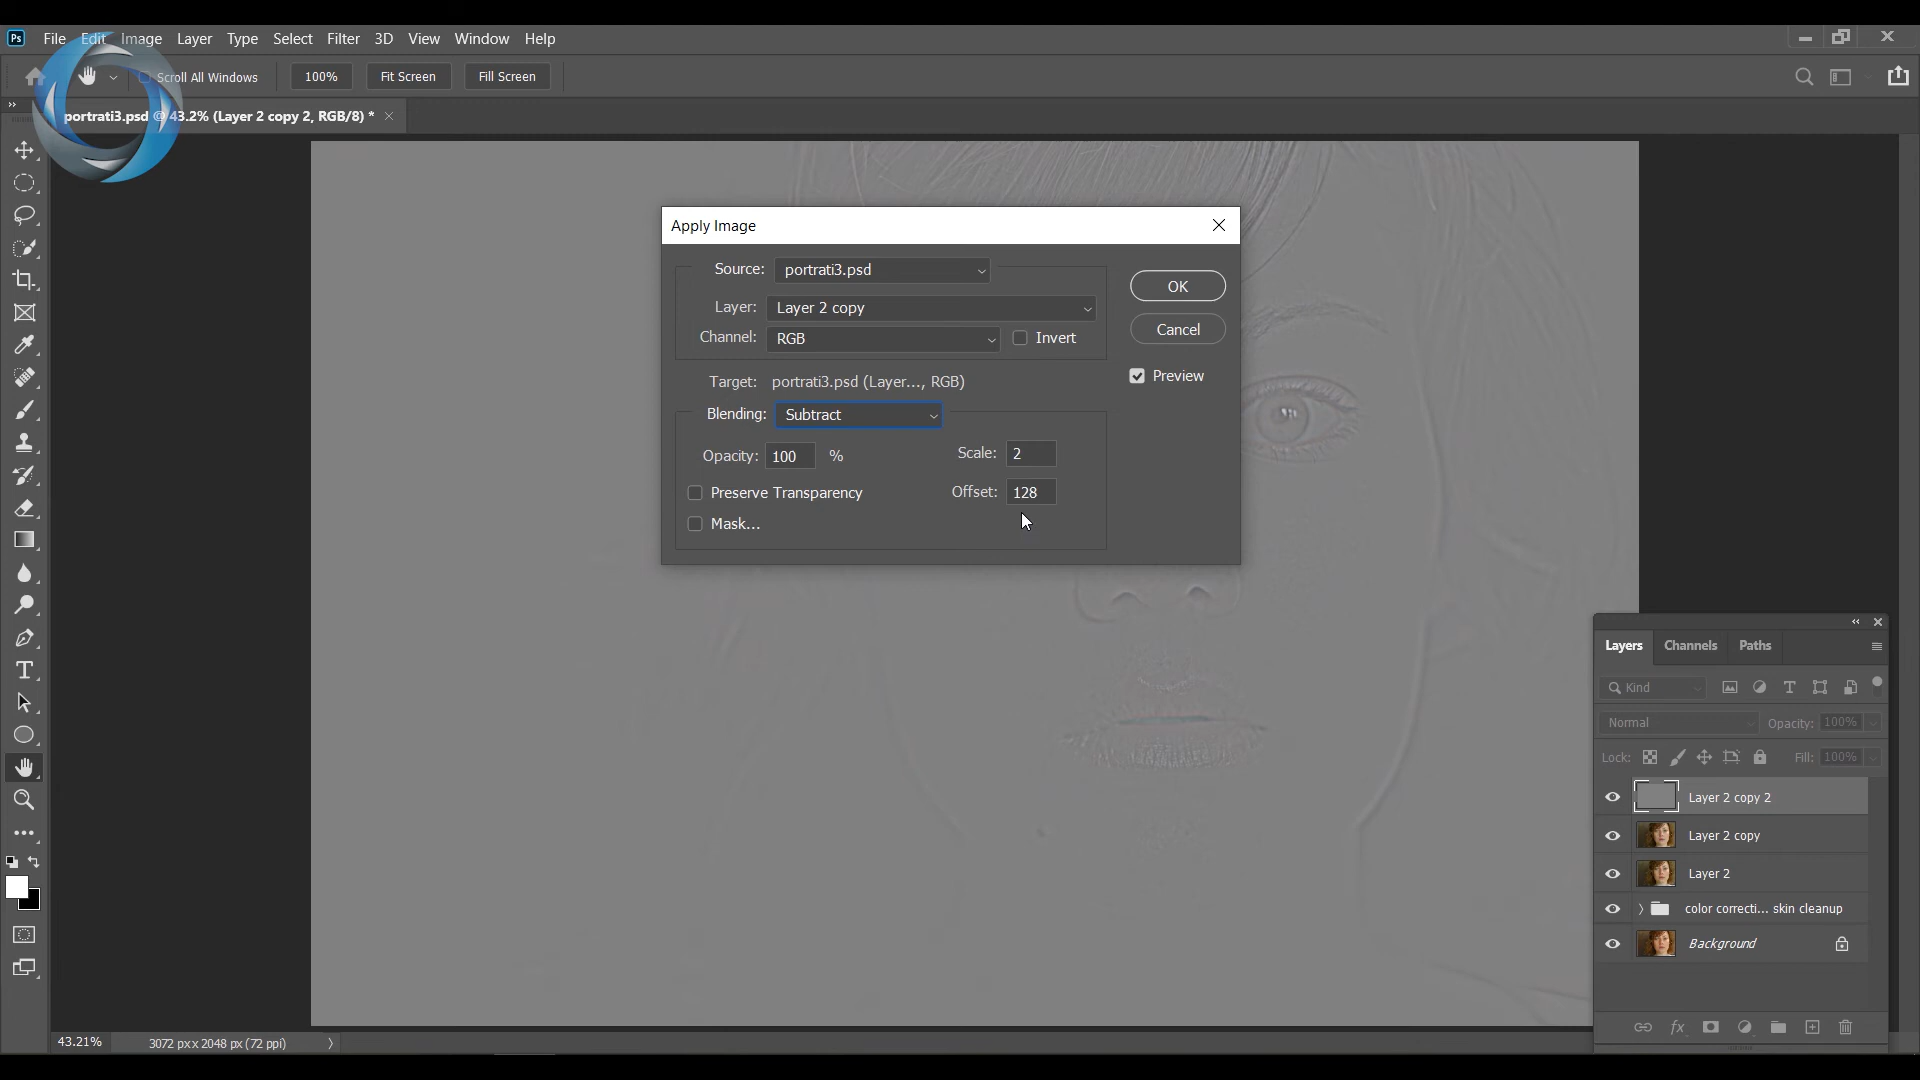 Ps File Edit Image Layer Type Select Filter 3D View Window Help
Scroll All Windows 100% Fit Screen Fill Screen
portrati3.psd @ 43.2% (Layer 2 copy 2, RGB/8) *
Apply Image
Source: portrati3.psd
OK
Layer: Layer 2 copy
Cancel
Channel: RGB Invert
Preview
Target: portrati3.psd (Layer..., RGB)
Blending: Subtract
Opacity: 100 % Scale: 2
Preserve Transparency Offset: 128
Mask...
Layers Channels Paths
Kind
Normal Opacity: 100%
Lock: Fill: 100%
Layer 2 copy 2
Layer 2 copy
Layer 2
color correcti... skin cleanup
Background
fx
43.21% 3072 px x 2048 px (72 ppi)